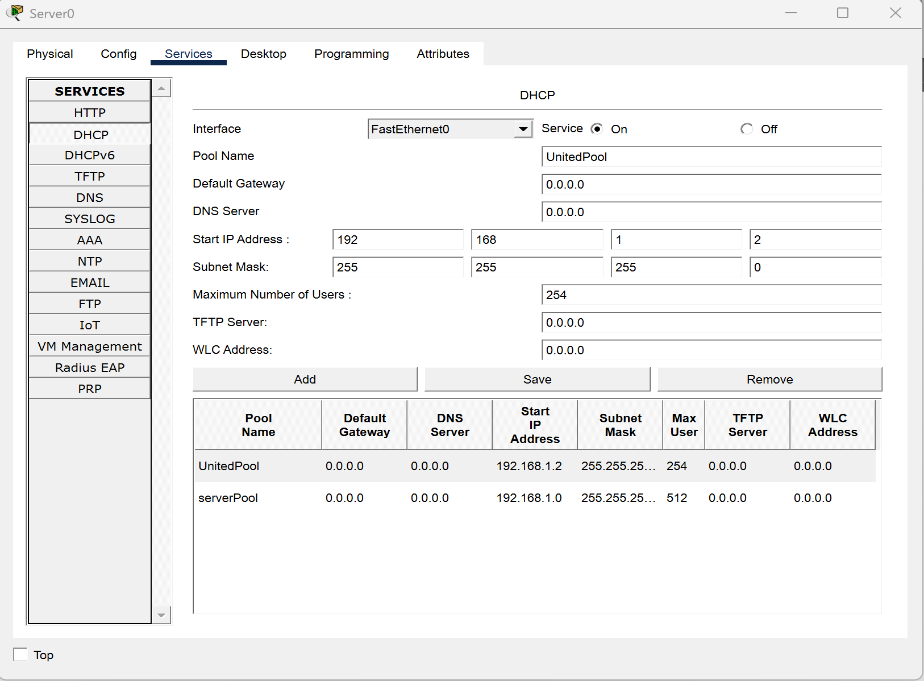 Server0
Physical Config Services Desktop Programming Attributes
SERVICES
HTTP
DHCP
DHCPv6
TFTP
DNS
SYSLOG
AAA
NTP
EMAIL
FTP
IoT
VM Management
Radius EAP
PRP
DHCP
Interface FastEthernet0 Service On Off
Pool Name UnitedPool
Default Gateway 0.0.0.0
DNS Server 0.0.0.0
Start IP Address : 192 168 1 2
Subnet Mask: 255 255 255 0
Maximum Number of Users : 254
TFTP Server: 0.0.0.0
WLC Address: 0.0.0.0
Add Save Remove
Pool Name Default Gateway DNS Server Start IP Address Subnet Mask Max User TFTP Server WLC Address
UnitedPool 0.0.0.0 0.0.0.0 192.168.1.2 255.255.25... 254 0.0.0.0 0.0.0.0
serverPool 0.0.0.0 0.0.0.0 192.168.1.0 255.255.25... 512 0.0.0.0 0.0.0.0
Top